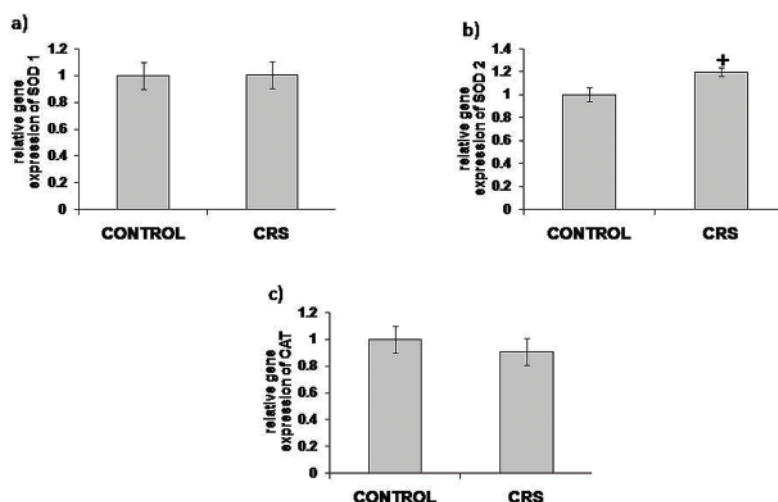 a)
relative gene
expression of SOD 1
1.2
1
0.8
0.6
0.4
0.2
0
CONTROL
CRS
b)
relative gene
expression of SOD 2
1.4
1.2
1
0.8
0.6
0.4
0.2
0
+
CONTROL
CRS
c)
relative gene
expression of CAT
1.2
1
0.8
0.6
0.4
0.2
0
CONTROL
CRS